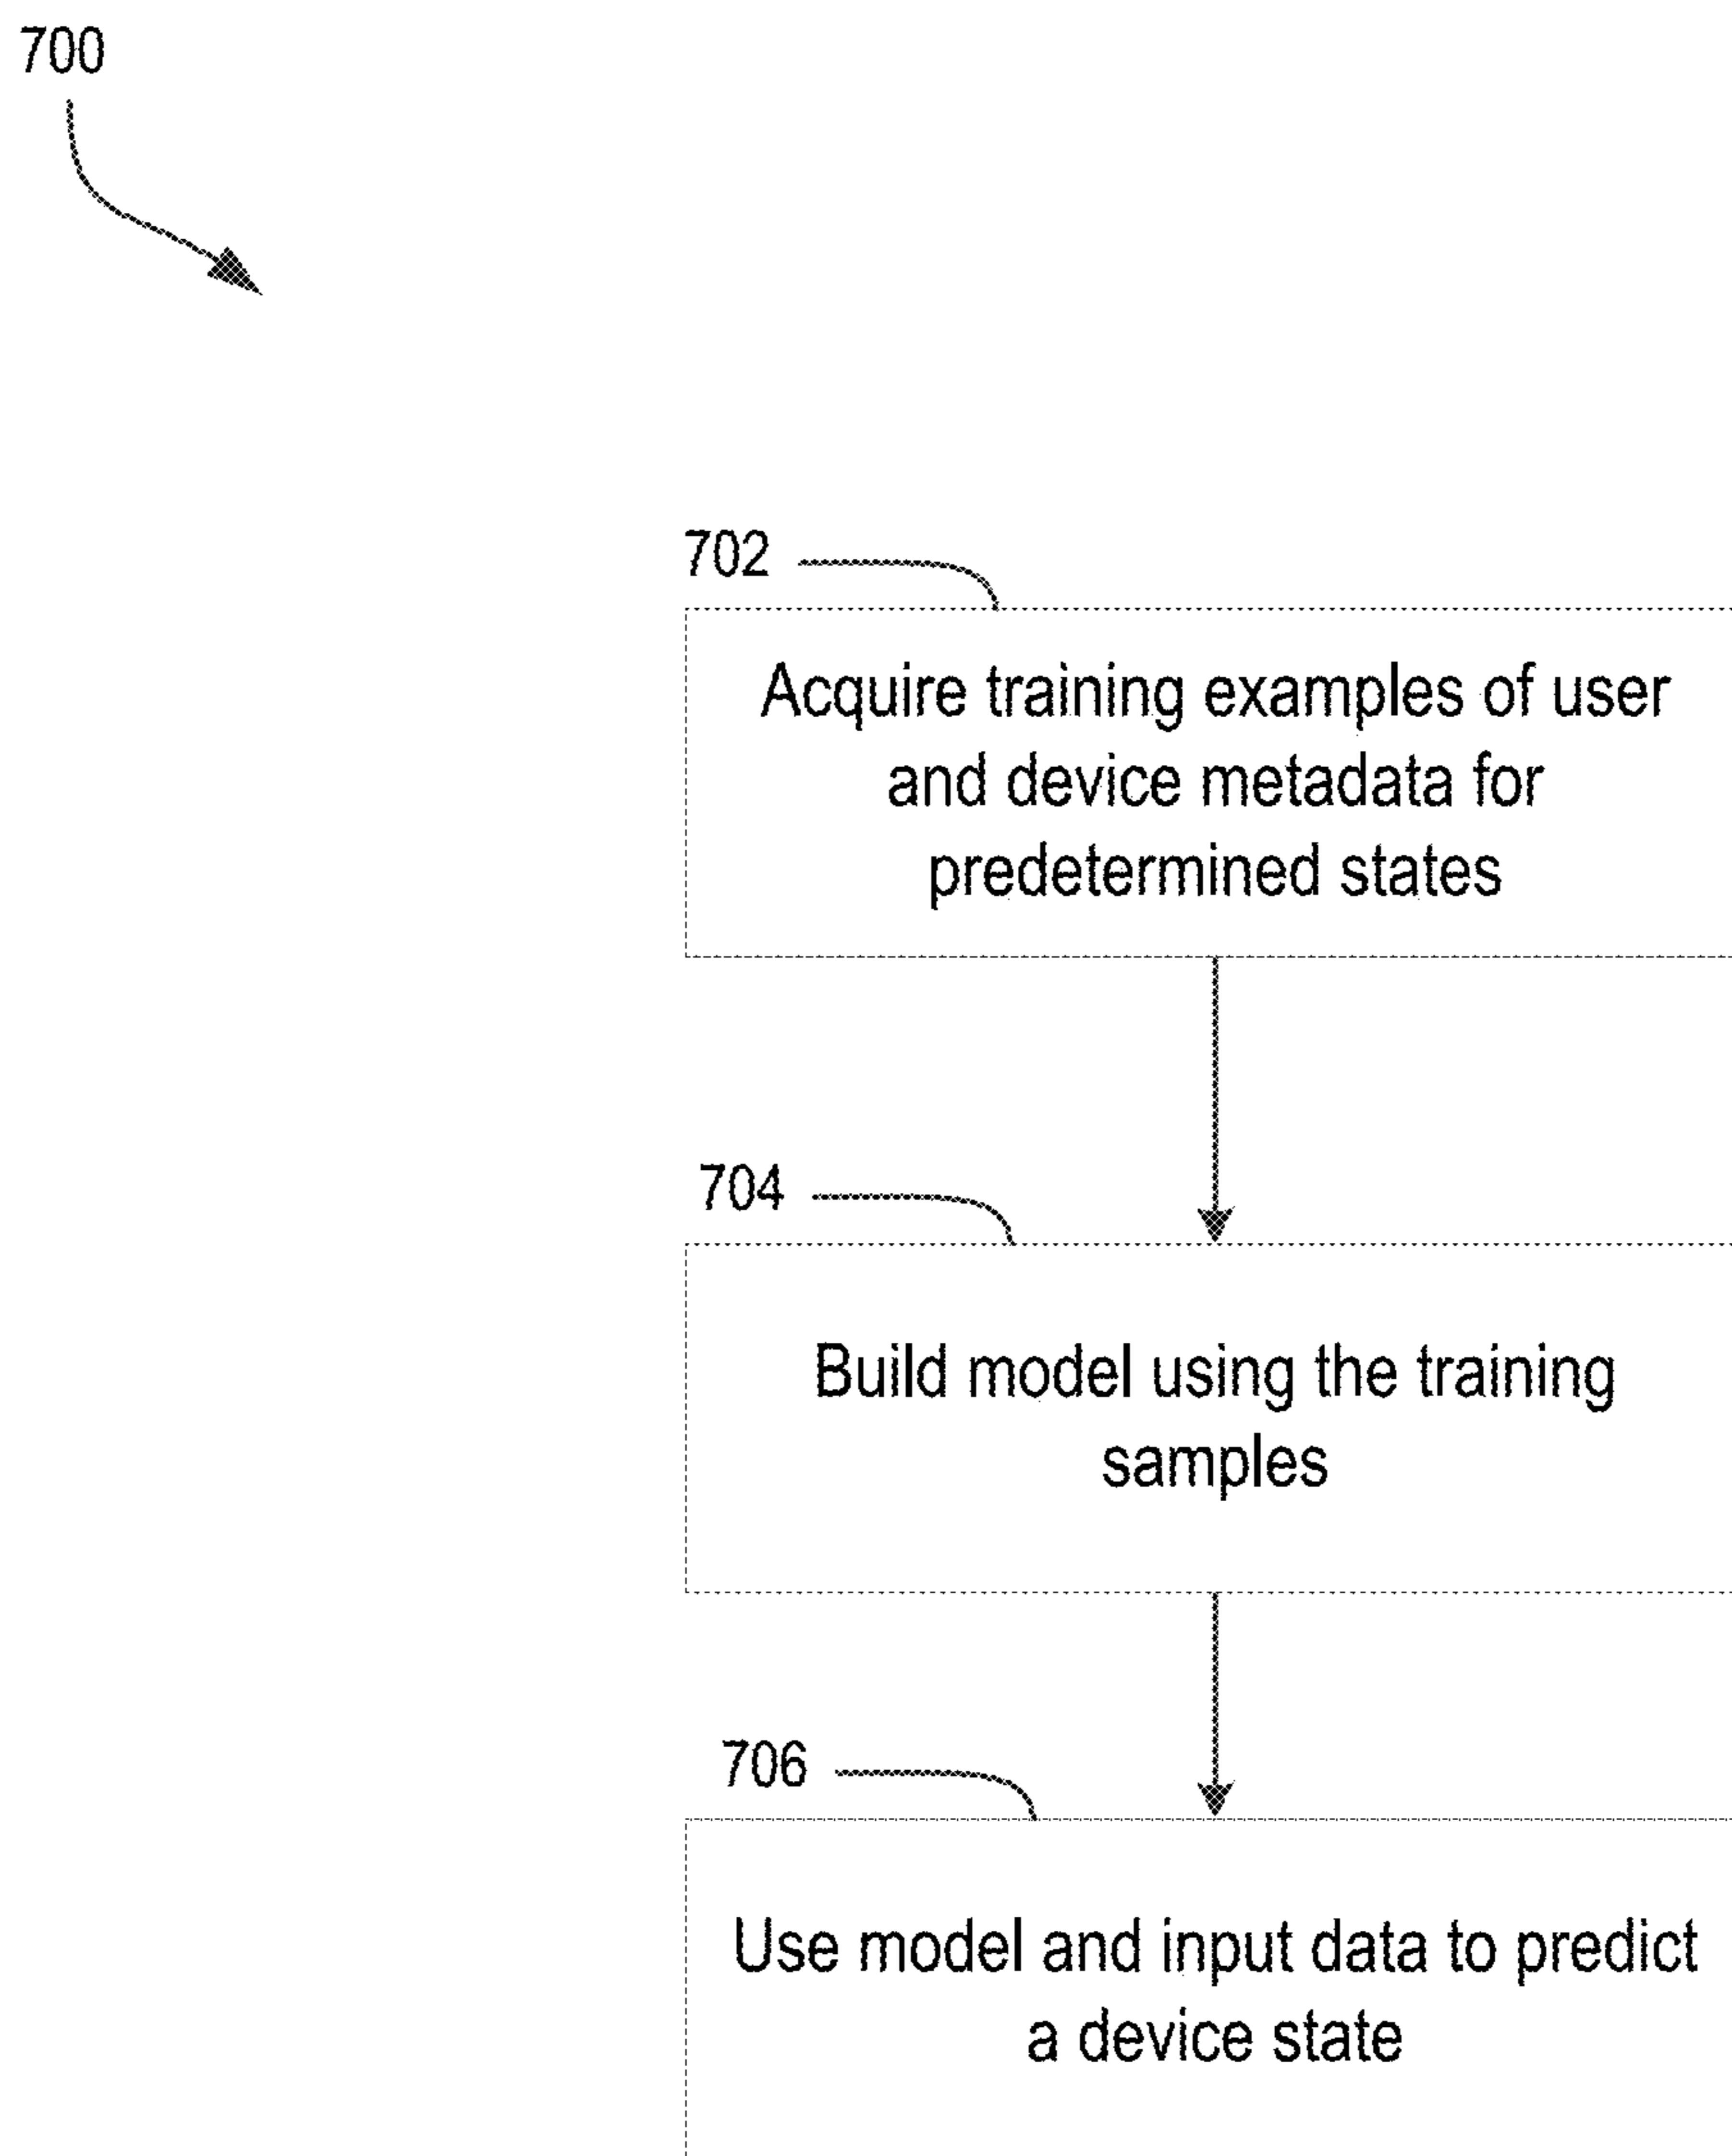 700
702
Acquire training examples of user
and device metadata for
predetermined states
704
Build model using the training
samples
706
Use model and input data to predict
a device state